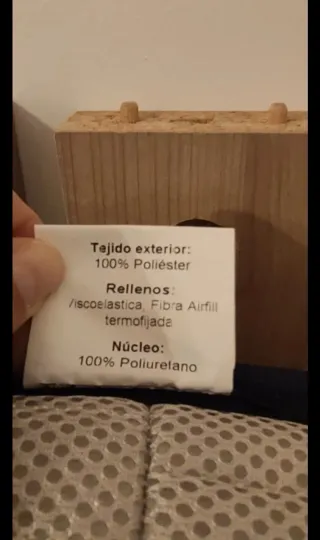 Tejido exterior:
100% Poliéster
Rellenos:
Viscoelastica, Fibra Airfill
termofijada
Núcleo:
100% Poliuretano